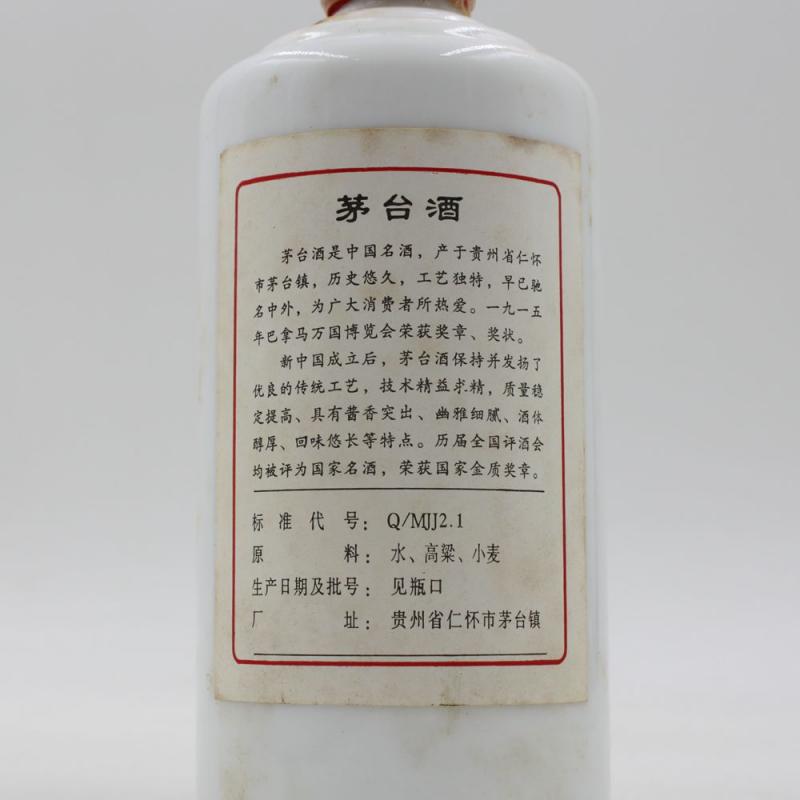 茅台酒
茅台酒是中国名酒，产于贵州省仁怀
市茅台镇，历史悠久，工艺独特，早已驰
名中外，为广大消费者所热爱。一九一五
年巴拿马万国博览会荣获奖章、奖状。
新中国成立后，茅台酒保持并发扬了
优良的传统工艺，技术精益求精，质量稳
定提高、具有酱香突出、幽雅细腻、酒体
醇厚、回味悠长等特点。历届全国评酒会
均被评为国家名酒，荣获国家金质奖章。
标准代号：Q/MJJ2.1
原料：水、高粱、小麦
生产日期及批号：见瓶口
厂址：贵州省仁怀市茅台镇